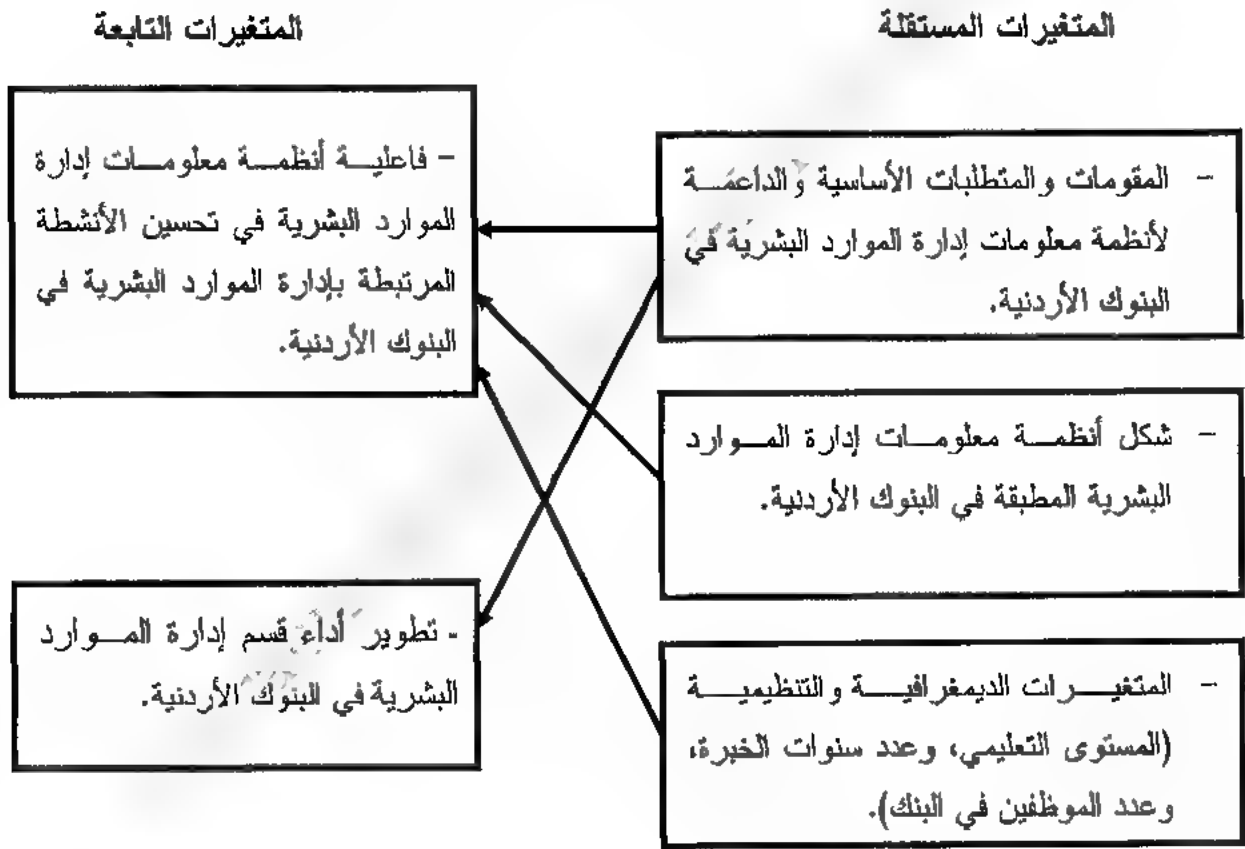 المتغيرات المستقلة
المتغيرات التابعة
- المقومات والمتطلبات الأساسية والداعمة
لأنظمة معلومات إدارة الموارد البشرية في
البنوك الأردنية.
- شكل أنظمة معلومات إدارة الموارد
البشرية المطبقة في البنوك الأردنية.
- المتغيرات الديمغرافية والتنظيمية
(المستوى التعليمي، وعدد سنوات الخبرة،
وعدد الموظفين في البنك).
- فاعلية أنظمة معلومات إدارة
الموارد البشرية في تحسين الأنشطة
المرتبطة بإدارة الموارد البشرية في
البنوك الأردنية.
- تطوير أداء قسم إدارة الموارد
البشرية في البنوك الأردنية.